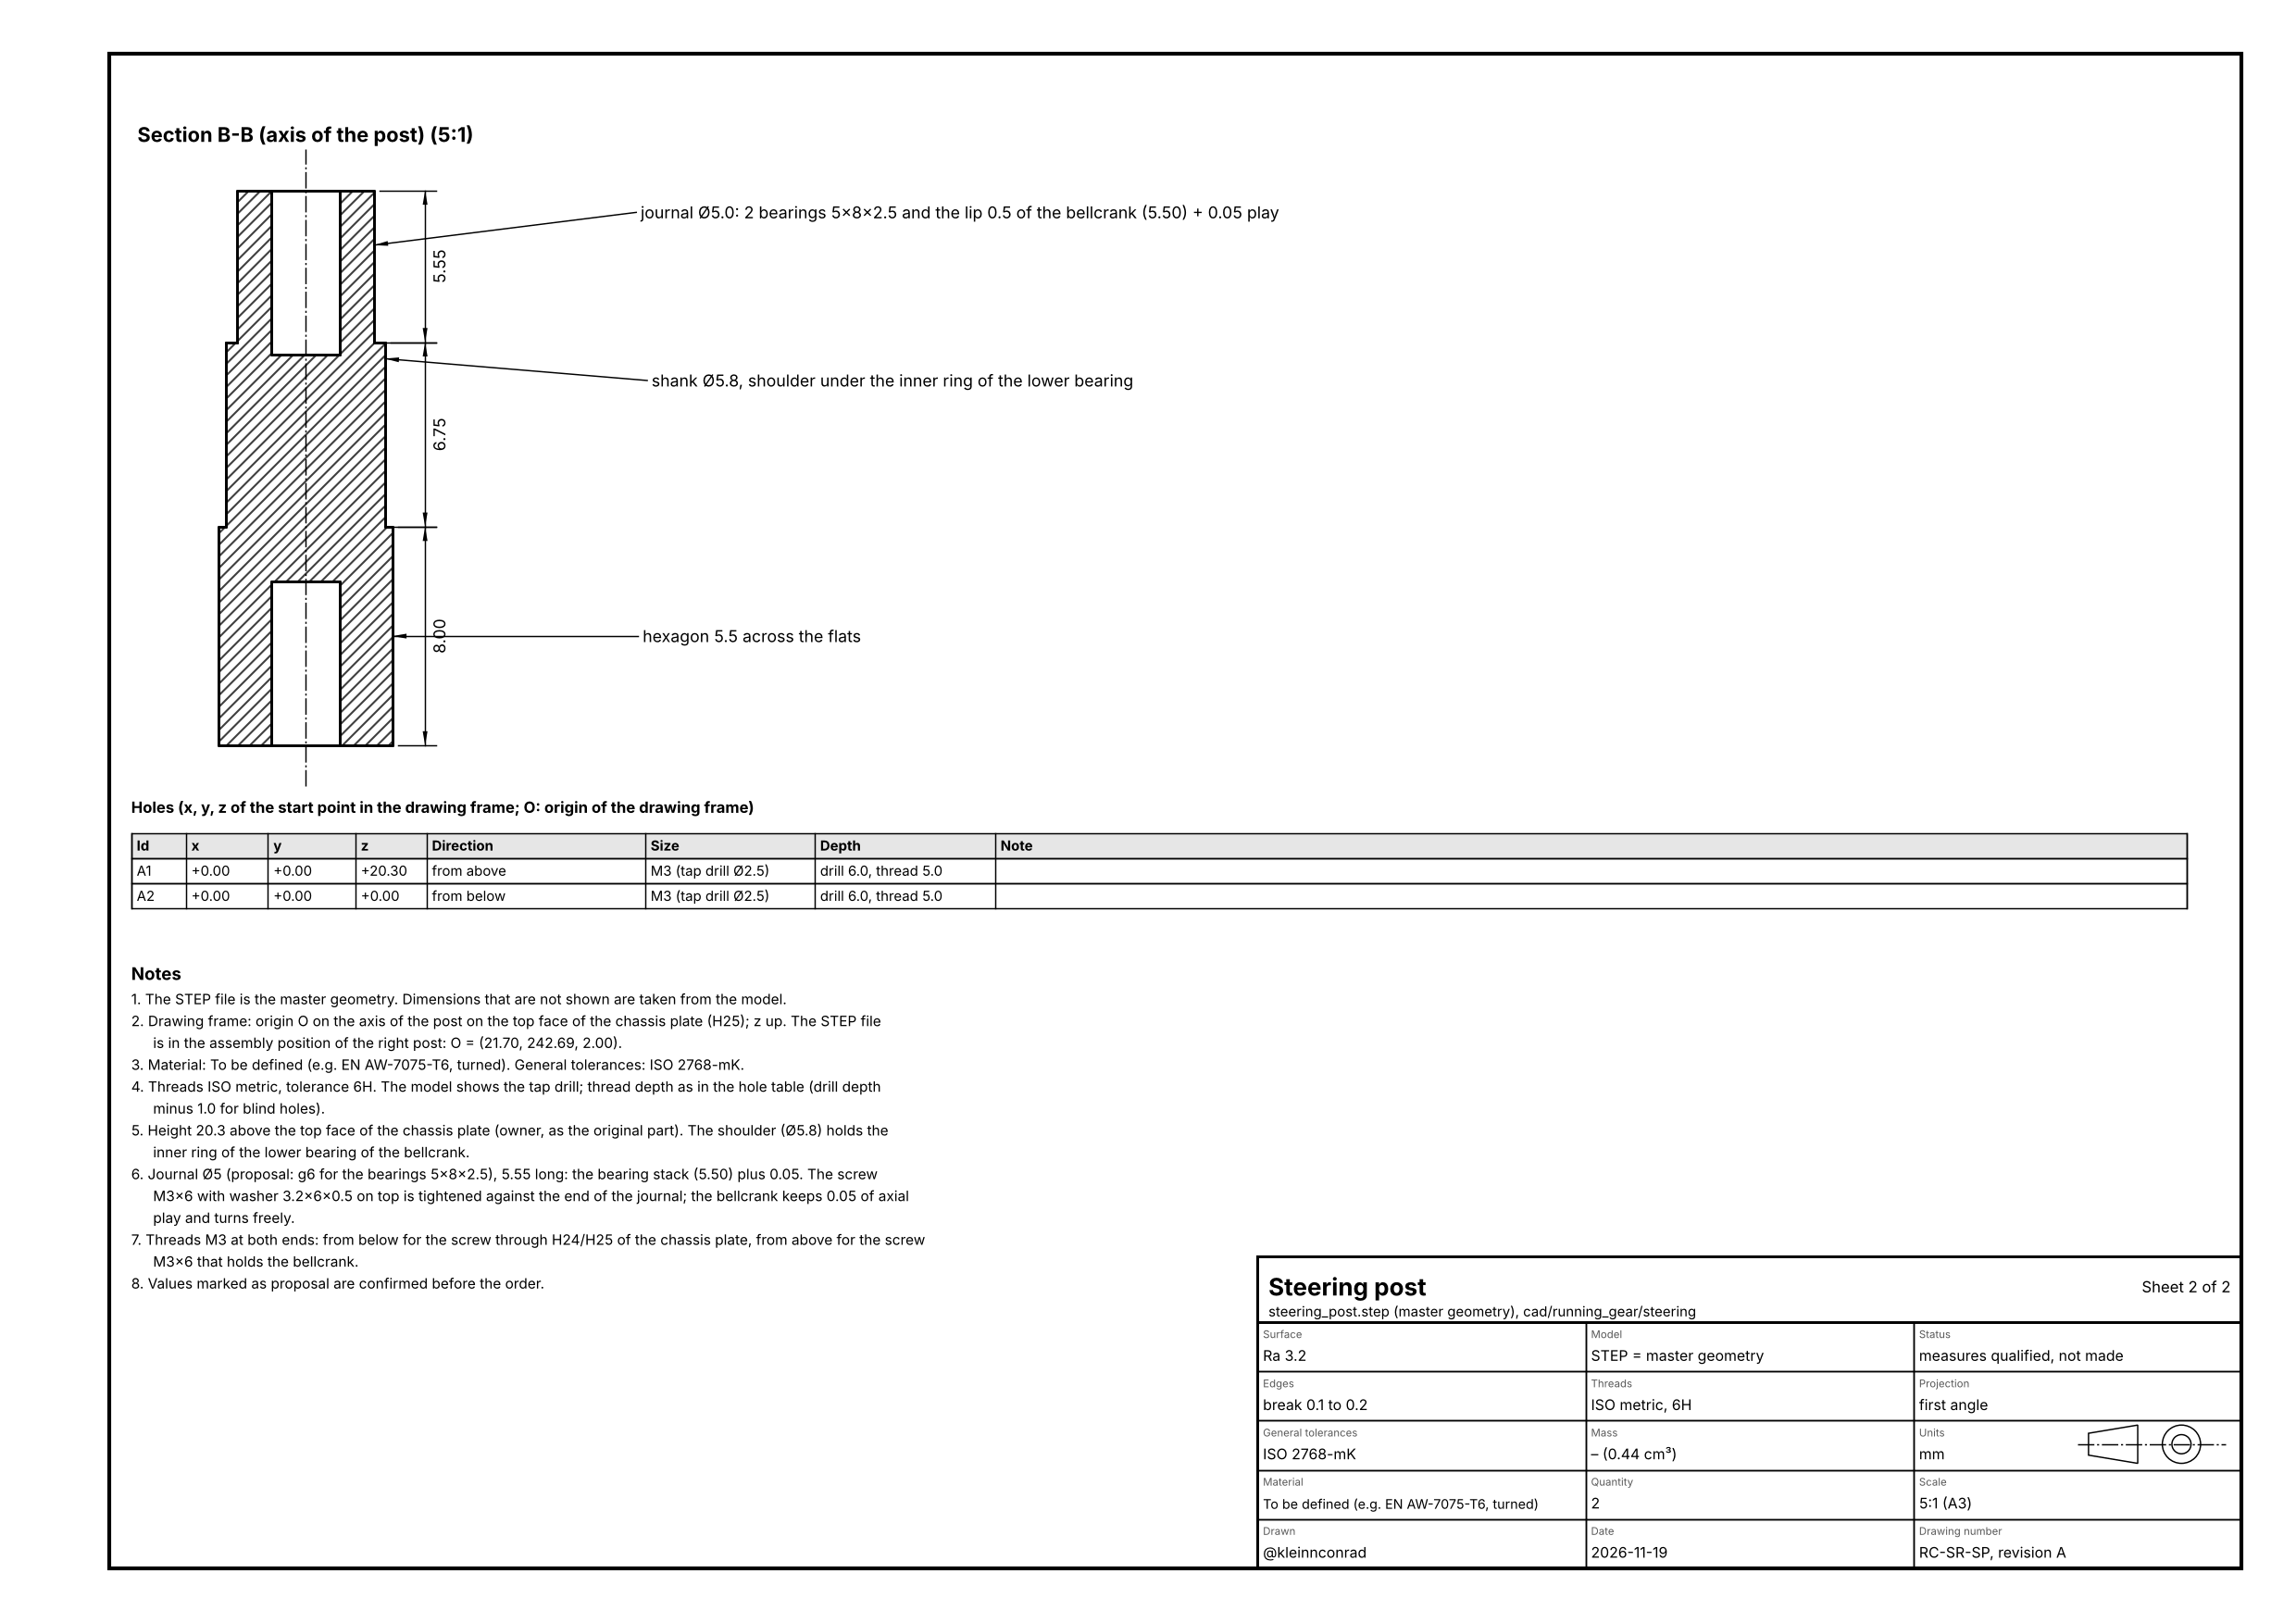 Section B-B (axis of the post) (5:1)
journal Ø5.0: 2 bearings 5×8×2.5 and the lip 0.5 of the bellcrank (5.50) + 0.05 play
5.55
shank Ø5.8, shoulder under the inner ring of the lower bearing
6.75
8.00
hexagon 5.5 across the flats
Holes (x, y, z of the start point in the drawing frame; O: origin of the drawing frame)
Id x y z Direction Size Depth Note
A1 +0.00 +0.00 +20.30 from above M3 (tap drill Ø2.5) drill 6.0, thread 5.0
A2 +0.00 +0.00 +0.00 from below M3 (tap drill Ø2.5) drill 6.0, thread 5.0
Notes
1. The STEP file is the master geometry. Dimensions that are not shown are taken from the model.
2. Drawing frame: origin O on the axis of the post on the top face of the chassis plate (H25); z up. The STEP file
is in the assembly position of the right post: O = (21.70, 242.69, 2.00).
3. Material: To be defined (e.g. EN AW-7075-T6, turned). General tolerances: ISO 2768-mK.
4. Threads ISO metric, tolerance 6H. The model shows the tap drill; thread depth as in the hole table (drill depth
minus 1.0 for blind holes).
5. Height 20.3 above the top face of the chassis plate (owner, as the original part). The shoulder (Ø5.8) holds the
inner ring of the lower bearing of the bellcrank.
6. Journal Ø5 (proposal: g6 for the bearings 5×8×2.5), 5.55 long: the bearing stack (5.50) plus 0.05. The screw
M3×6 with washer 3.2×6×0.5 on top is tightened against the end of the journal; the bellcrank keeps 0.05 of axial
play and turns freely.
7. Threads M3 at both ends: from below for the screw through H24/H25 of the chassis plate, from above for the screw
M3×6 that holds the bellcrank.
8. Values marked as proposal are confirmed before the order.
Steering post
Sheet 2 of 2
steering_post.step (master geometry), cad/running_gear/steering
Surface Model Status
Ra 3.2 STEP = master geometry measures qualified, not made
Edges Threads Projection
break 0.1 to 0.2 ISO metric, 6H first angle
General tolerances Mass Units
ISO 2768-mK – (0.44 cm³) mm
Material Quantity Scale
To be defined (e.g. EN AW-7075-T6, turned) 2 5:1 (A3)
Drawn Date Drawing number
@kleinnconrad 2026-11-19 RC-SR-SP, revision A